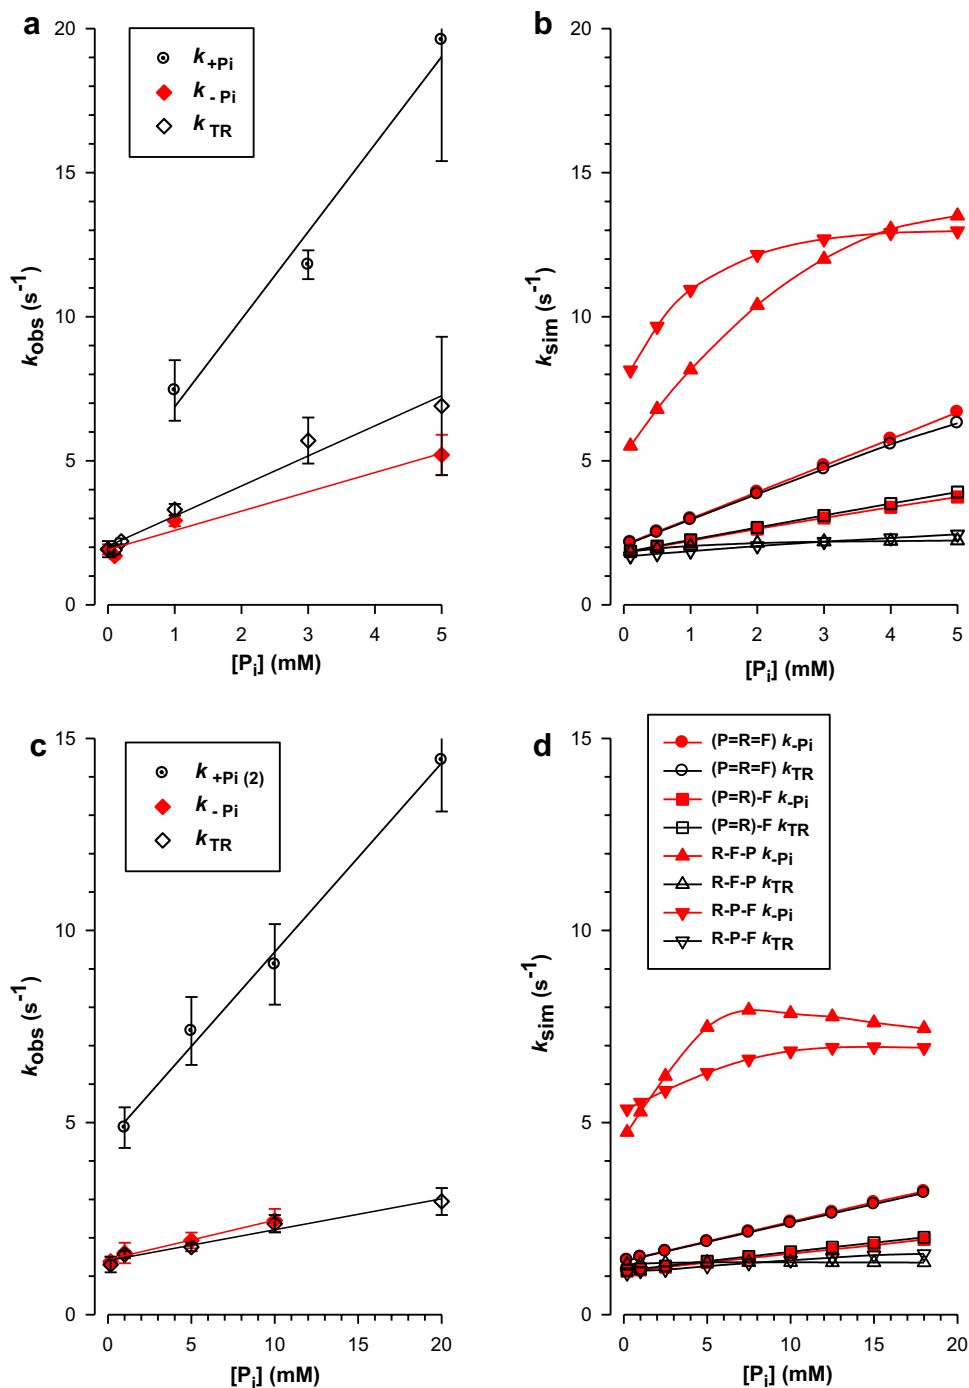 a
k+Pi
k- Pi
kTR
kobs (s-1)
20
15
10
5
0
0 1 2 3 4 5
[Pi] (mM)
b
ksim (s-1)
20
15
10
5
0
0 1 2 3 4 5
[Pi] (mM)
c
k+Pi (2)
k- Pi
kTR
kobs (s-1)
15
10
5
0
0 5 10 15 20
[Pi] (mM)
d
(P=R=F) k-Pi
(P=R=F) kTR
(P=R)-F k-Pi
(P=R)-F kTR
R-F-P k-Pi
R-F-P kTR
R-P-F k-Pi
R-P-F kTR
ksim (s-1)
15
10
5
0
0 5 10 15 20
[Pi] (mM)